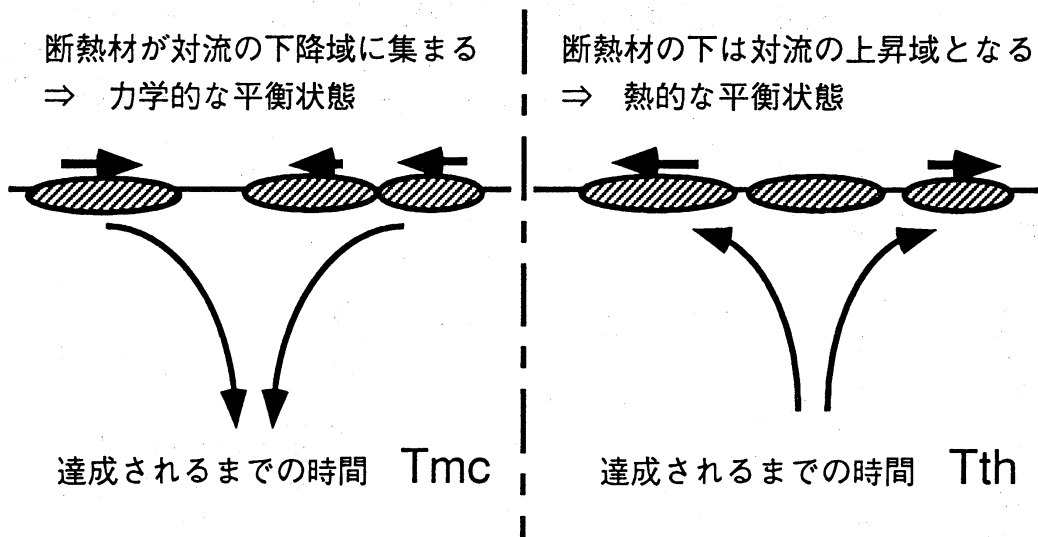 断熱材が対流の下降域に集まる
⇒ 力学的な平衡状態
達成されるまでの時間 Tmc
断熱材の下は対流の上昇域となる
⇒ 熱的な平衡状態
達成されるまでの時間 Tth